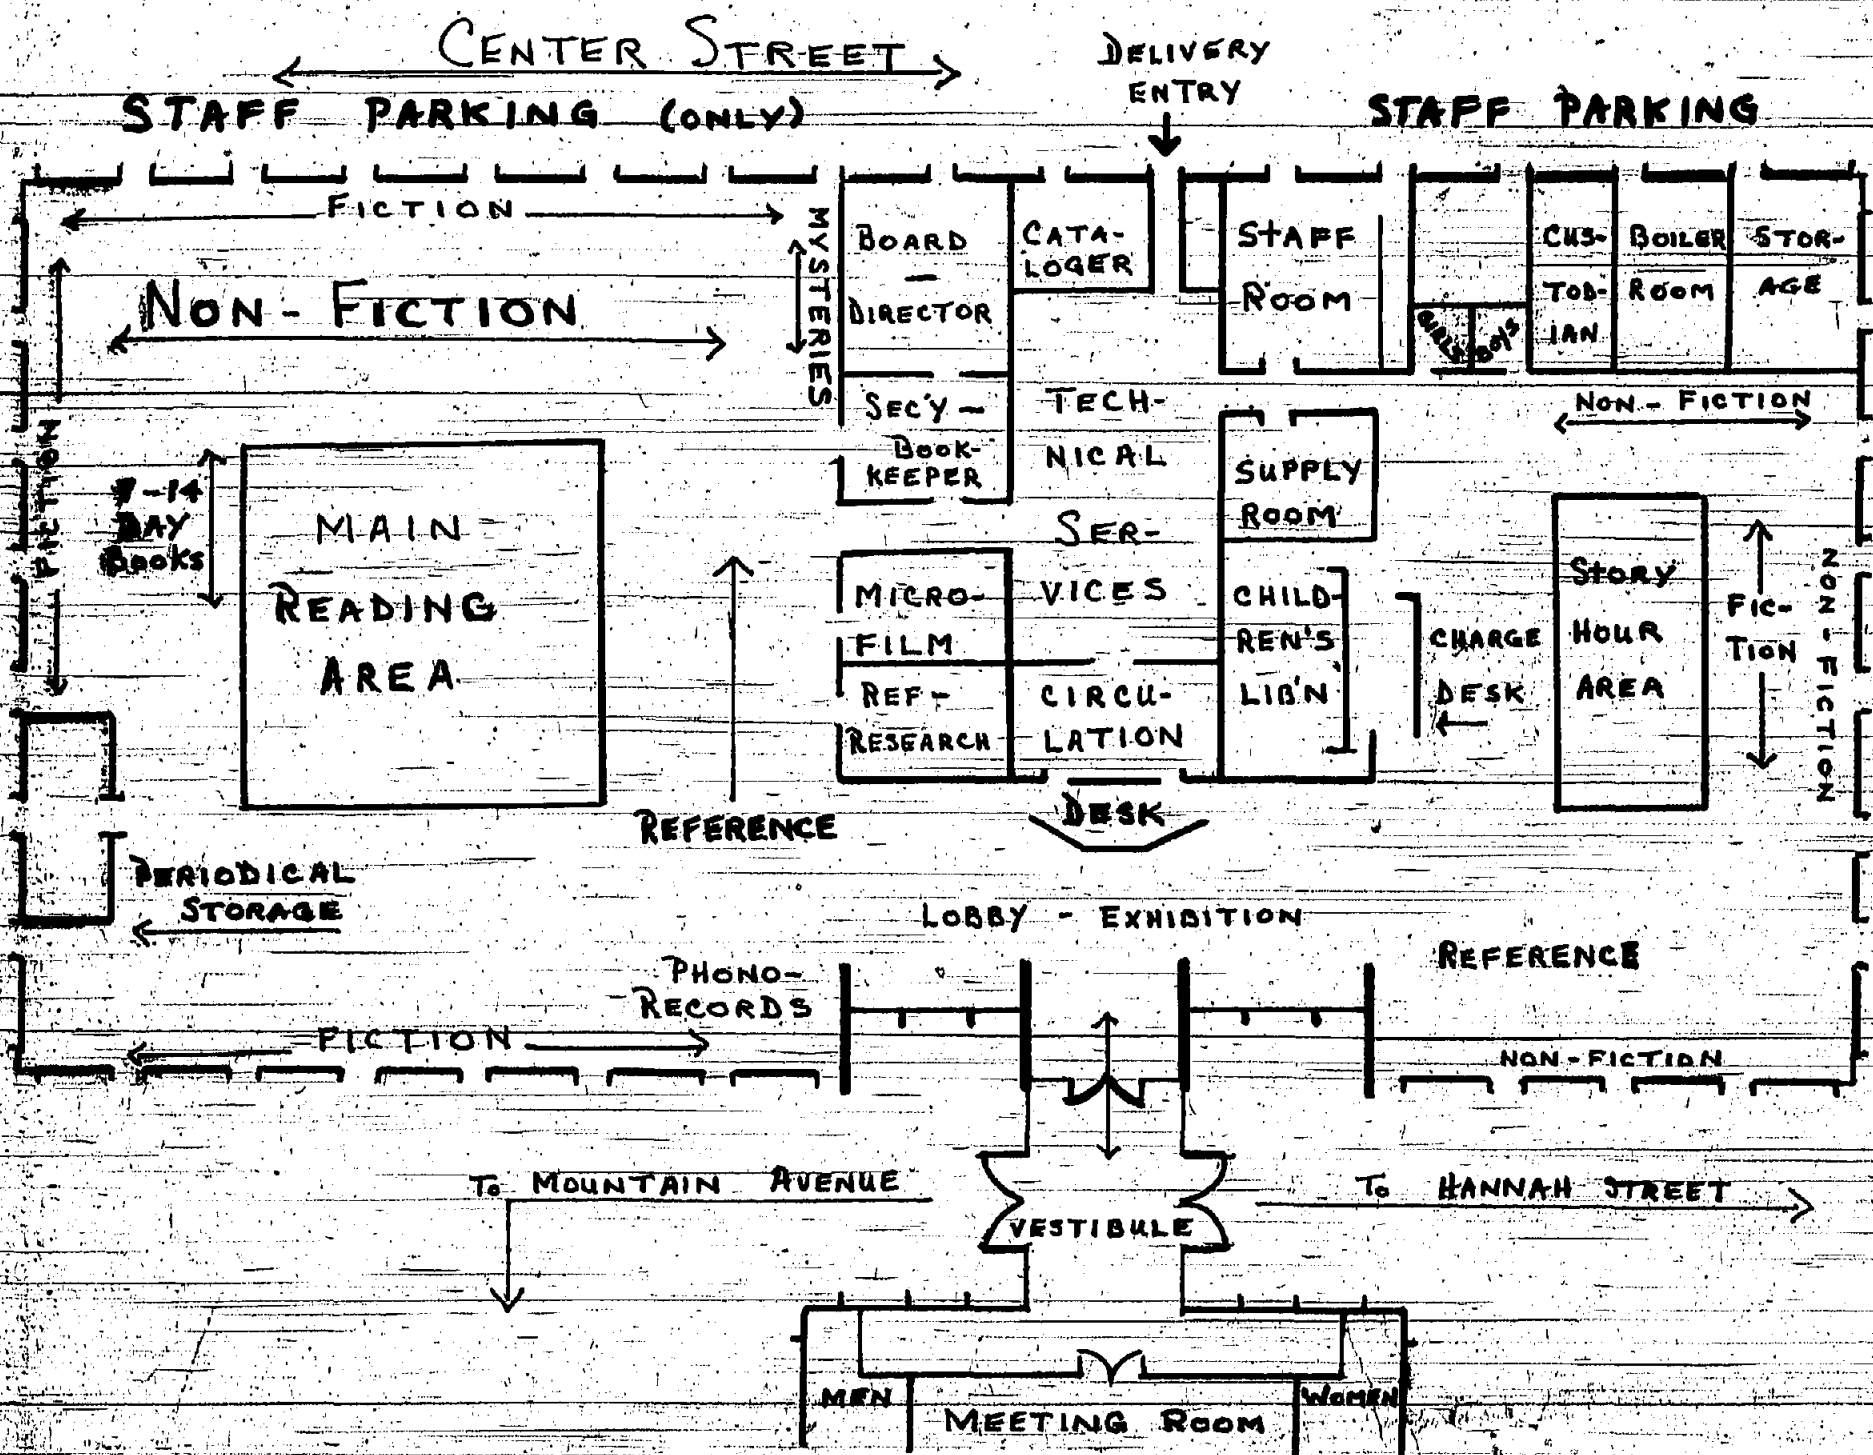 CENTER STREET
DELIVERY
ENTRY
STAFF PARKING (ONLY)
STAFF PARKING
FICTION
NON-FICTION
MYSTERIES
BOARD
-
DIRECTOR
CATA-
LOGER
STAFF
ROOM
GIRLS
BOYS
CUS-
TOD-
IAN
BOILER
ROOM
STOR-
AGE
FICTION
7-14
DAY
BOOKS
MAIN
READING
AREA
SEC'Y -
BOOK-
KEEPER
TECH-
NICAL
SER-
VICES
SUPPLY
ROOM
NON-FICTION
MICRO-
FILM
REF-
RESEARCH
CIRCU-
LATION
CHILD-
REN'S
LIB'N
CHARGE
DESK
STORY
HOUR
AREA
FIC-
TION
NON-FICTION
REFERENCE
DESK
PERIODICAL
STORAGE
LOBBY - EXHIBITION
PHONO-
RECORDS
REFERENCE
FICTION
NON-FICTION
TO MOUNTAIN AVENUE
VESTIBULE
TO HANNAH STREET
MEN
MEETING ROOM
WOMEN